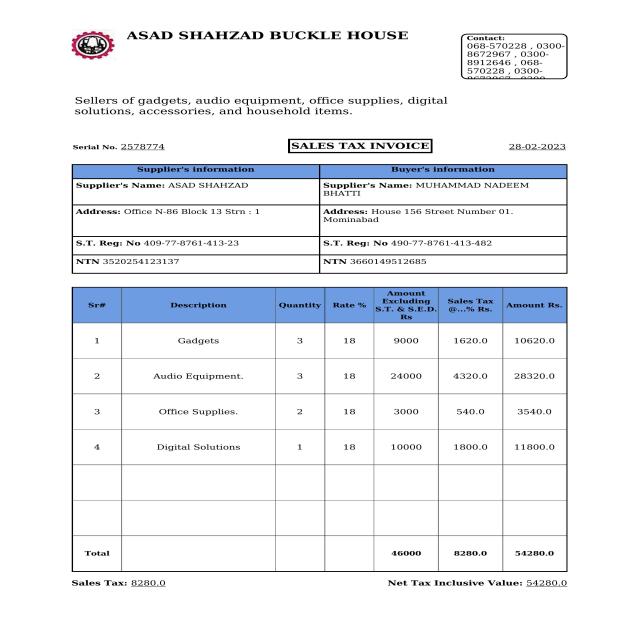 ASAD SHAHZAD BUCKLE HOUSE
Contact:
068-570228 , 0300-
8672967 , 0300-
8912646 , 068-
570228 , 0300-
Sellers of gadgets, audio equipment, office supplies, digital
solutions, accessories, and household items.
Serial No. 2578774
SALES TAX INVOICE
28-02-2023
Supplier's information Buyer's information
Supplier's Name: ASAD SHAHZAD
Supplier's Name: MUHAMMAD NADEEM
BHATTI
Address: Office N-86 Block 13 Strn : 1
Address: House 156 Street Number 01.
Mominabad
S.T. Reg: No 409-77-8761-413-23
S.T. Reg: No 490-77-8761-413-482
NTN 3520254123137
NTN 3660149512685
Sr#
Description
Quantity
Rate %
Amount
Excluding
S.T. & S.E.D.
Rs
Sales Tax
@...% Rs.
Amount Rs.
1 Gadgets 3 18 9000 1620.0 10620.0
2 Audio Equipment. 3 18 24000 4320.0 28320.0
3 Office Supplies. 2 18 3000 540.0 3540.0
4 Digital Solutions 1 18 10000 1800.0 11800.0
Total 46000 8280.0 54280.0
Sales Tax: 8280.0
Net Tax Inclusive Value: 54280.0